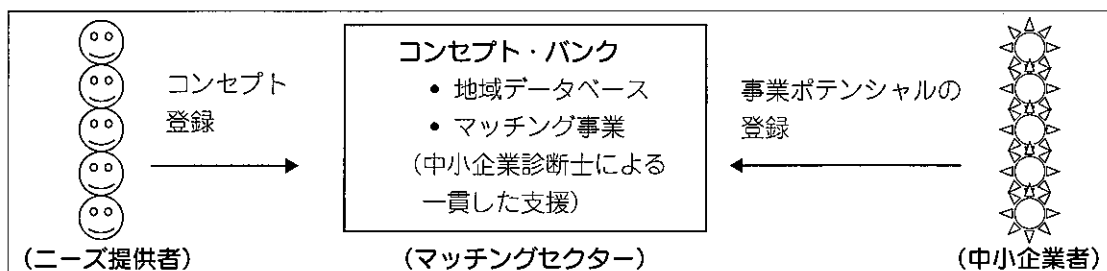 コンセプト
登録
コンセプト・バンク
• 地域データベース
• マッチング事業
(中小企業診断士による
一貫した支援)
事業ポテンシャルの
登録
(ニーズ提供者)
(マッチングセクター)
(中小企業者)